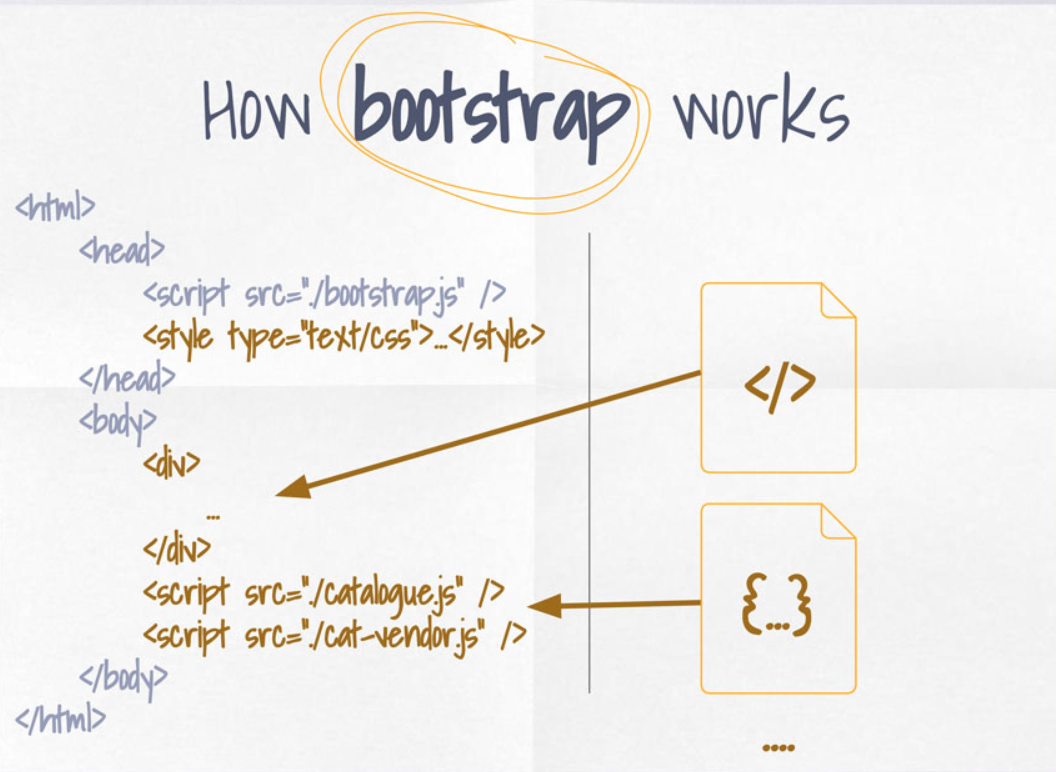 How bootstrap works
<html>
<head>
<script src="./bootstrap.js" />
<style type="text/css">...</style>
</head>
<body>
<div>
...
</div>
<script src="./catalogue.js" />
<script src="./cat-vendor.js" />
</body>
</html>
</>
{...}
....